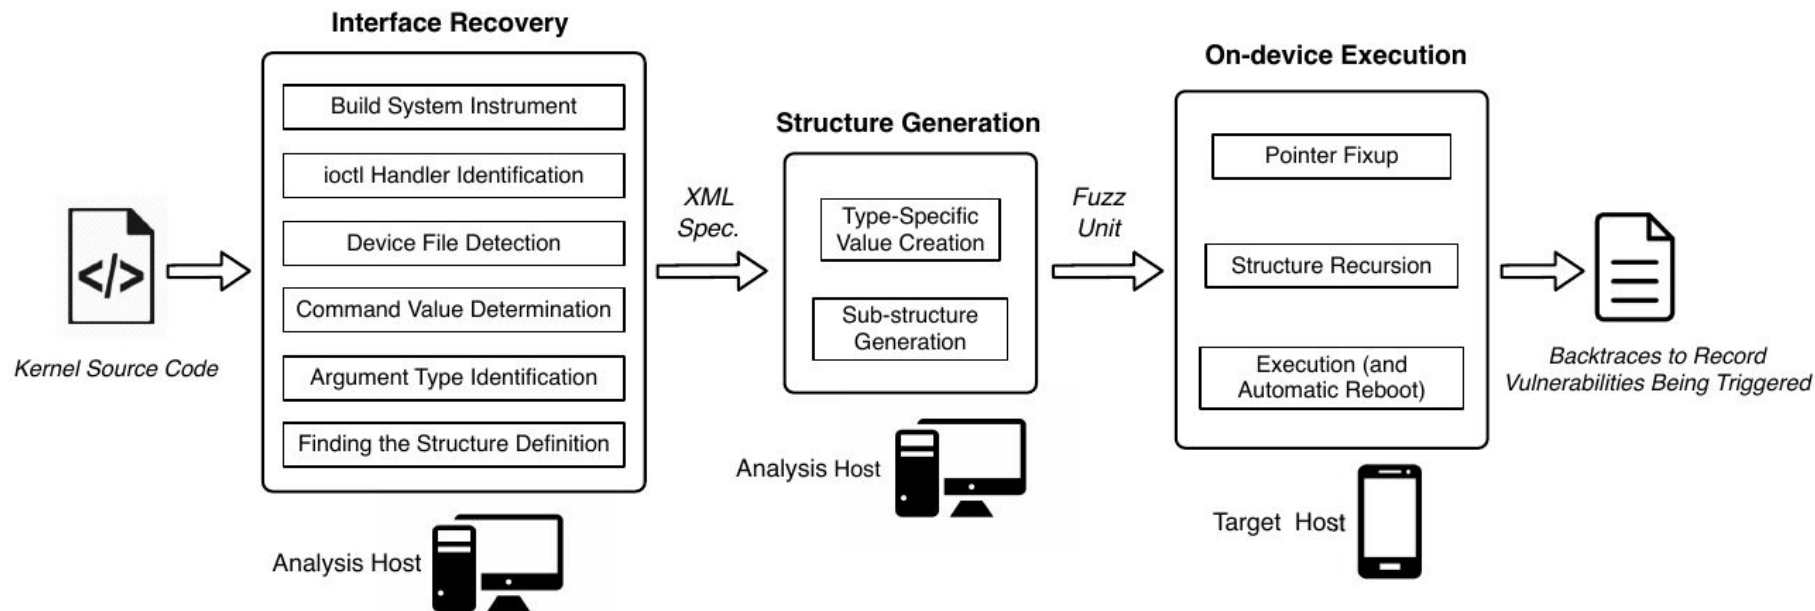 Interface Recovery
Build System Instrument
ioctl Handler Identification
Device File Detection
Command Value Determination
Argument Type Identification
Finding the Structure Definition
Analysis Host
</>
Kernel Source Code
XML
Spec.
Structure Generation
Type-Specific
Value Creation
Sub-structure
Generation
Analysis Host
Fuzz
Unit
On-device Execution
Pointer Fixup
Structure Recursion
Execution (and
Automatic Reboot)
Target Host
Backtraces to Record
Vulnerabilities Being Triggered